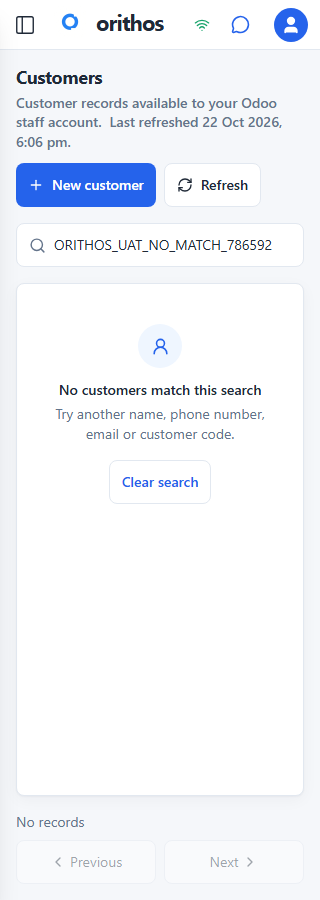 orithos
Customers
Customer records available to your Odoo
staff account. Last refreshed 22 Oct 2026,
6:06 pm.
New customer
Refresh
ORITHOS_UAT_NO_MATCH_786592
No customers match this search
Try another name, phone number,
email or customer code.
Clear search
No records
Previous
Next